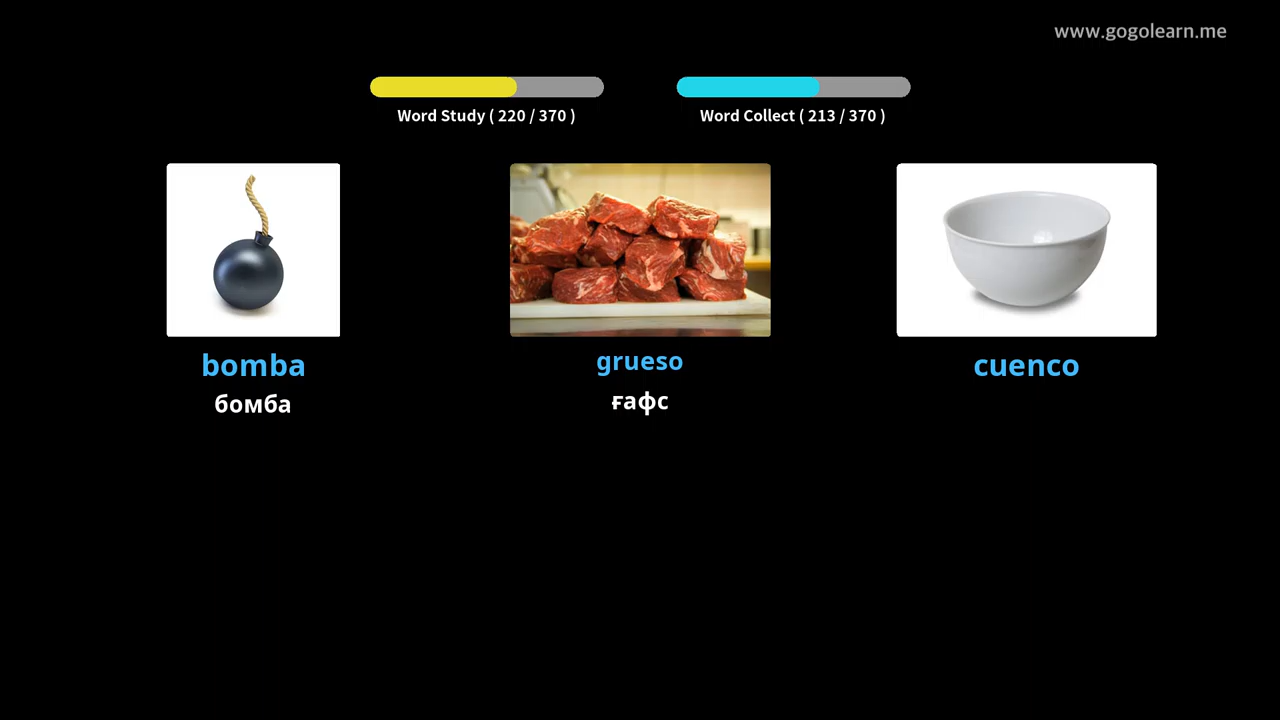 www.gogolearn.me
Word Study ( 220 / 370 )
Word Collect ( 213 / 370 )
bomba
бомба
grueso
ғафс
cuenco